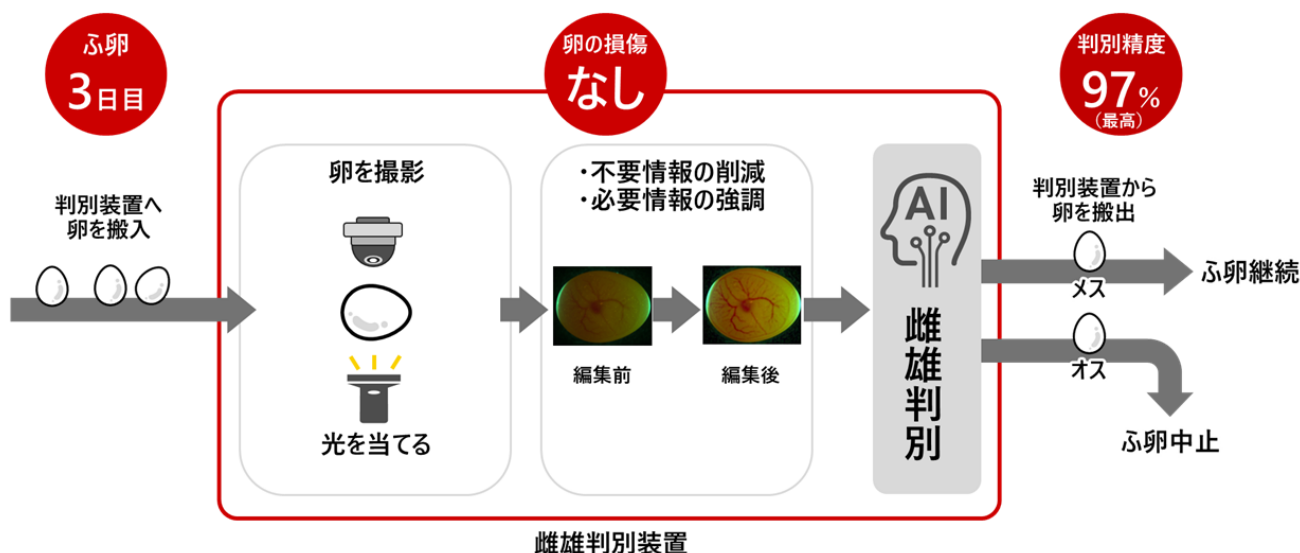 ふ卵
3日目
卵の損傷
なし
判別精度
97%
(最高)
判別装置へ
卵を搬入
卵を撮影
光を当てる
・不要情報の削減
・必要情報の強調
編集前
編集後
AI
雌雄判別
判別装置から
卵を搬出
メス
ふ卵継続
オス
ふ卵中止
雌雄判別装置